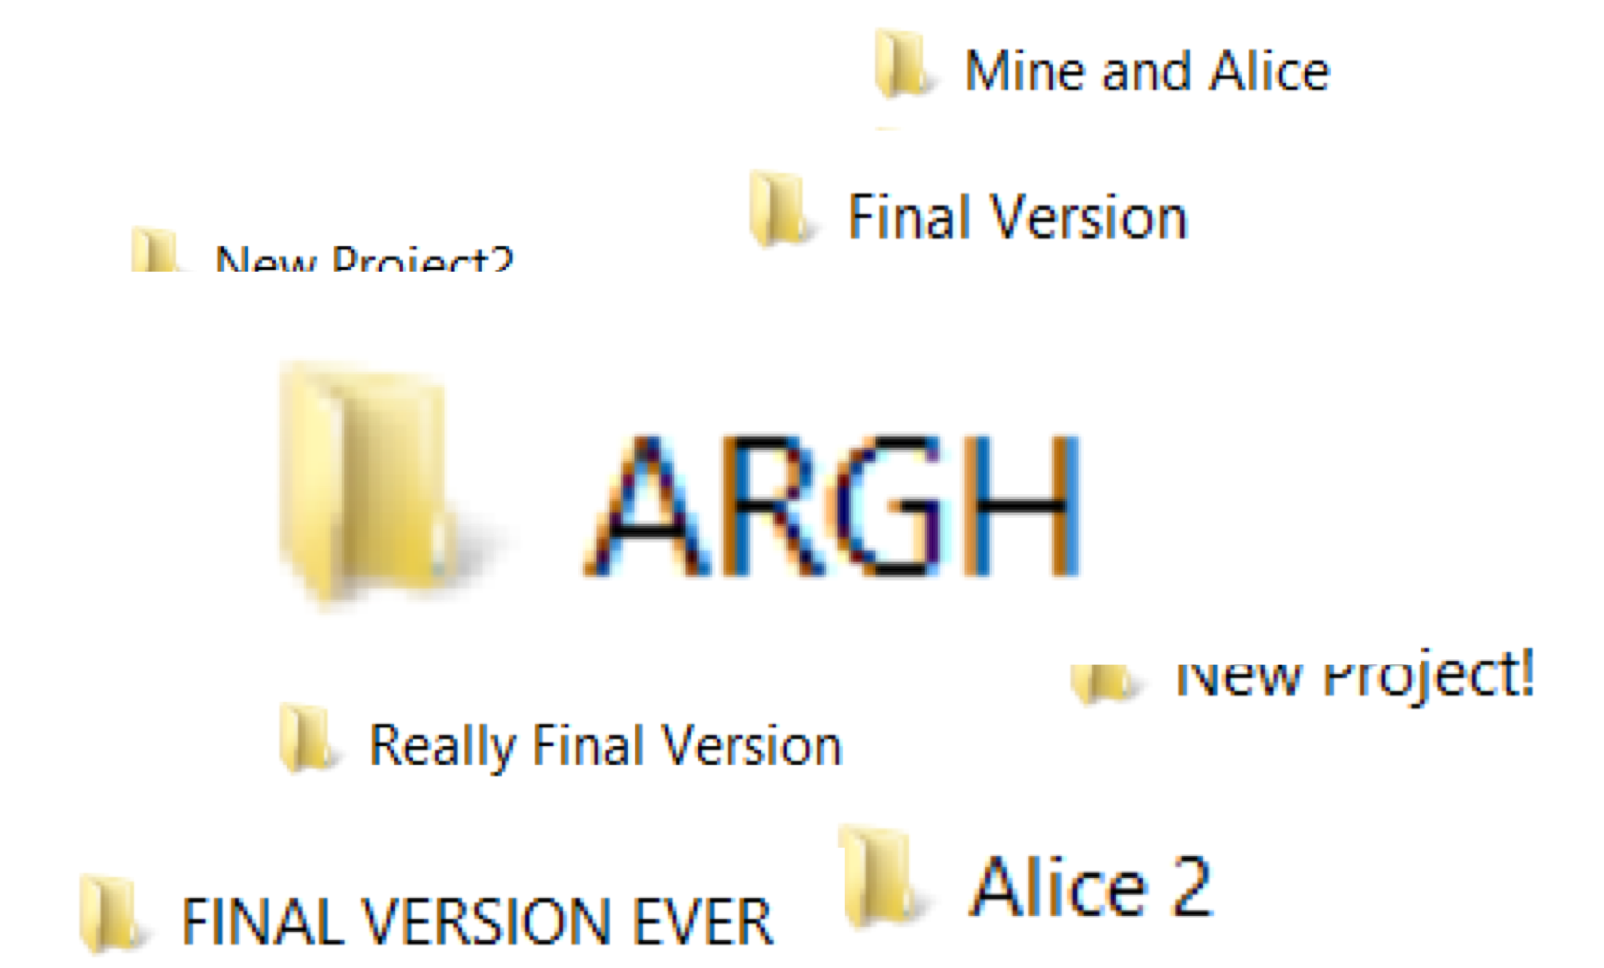 Mine and Alice
Final Version
New Project2
ARGH
New Project!
Really Final Version
Alice 2
FINAL VERSION EVER